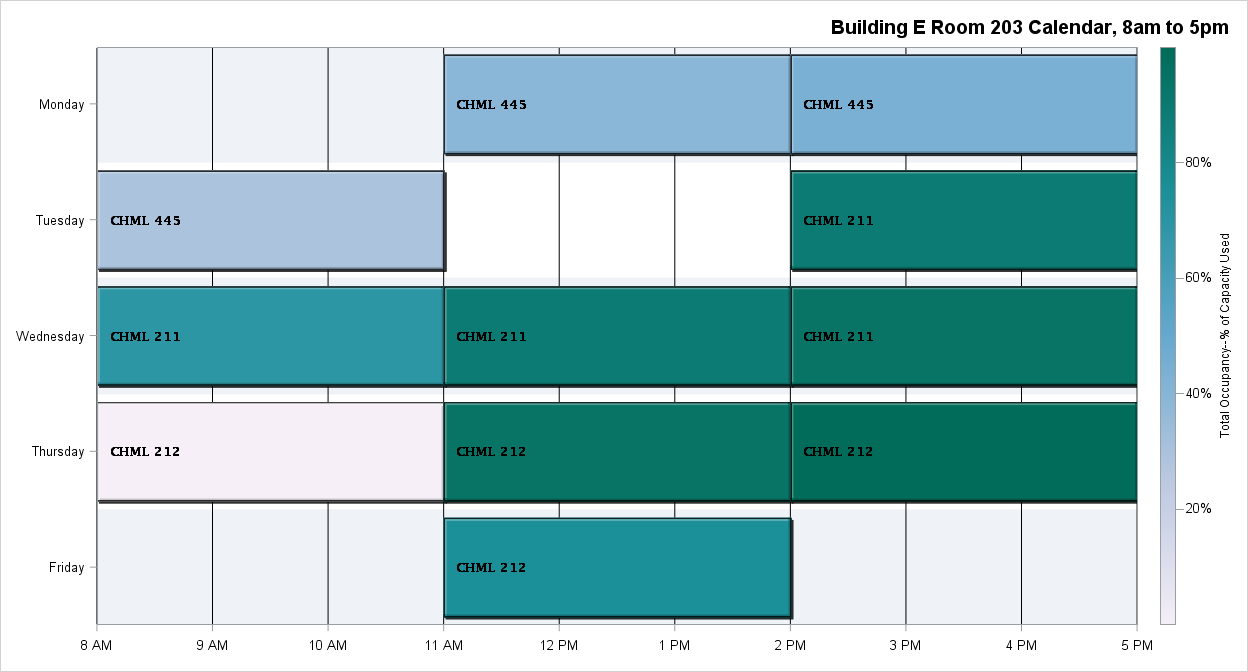 Building E Room 203 Calendar, 8am to 5pm
Monday
CHML 445
CHML 445
Tuesday
CHML 445
CHML 211
Wednesday
CHML 211
CHML 211
CHML 211
Thursday
CHML 212
CHML 212
CHML 212
Friday
CHML 212
8 AM
9 AM
10 AM
11 AM
12 PM
1 PM
2 PM
3 PM
4 PM
5 PM
80%
60%
40%
20%
Total Occupancy--% of Capacity Used